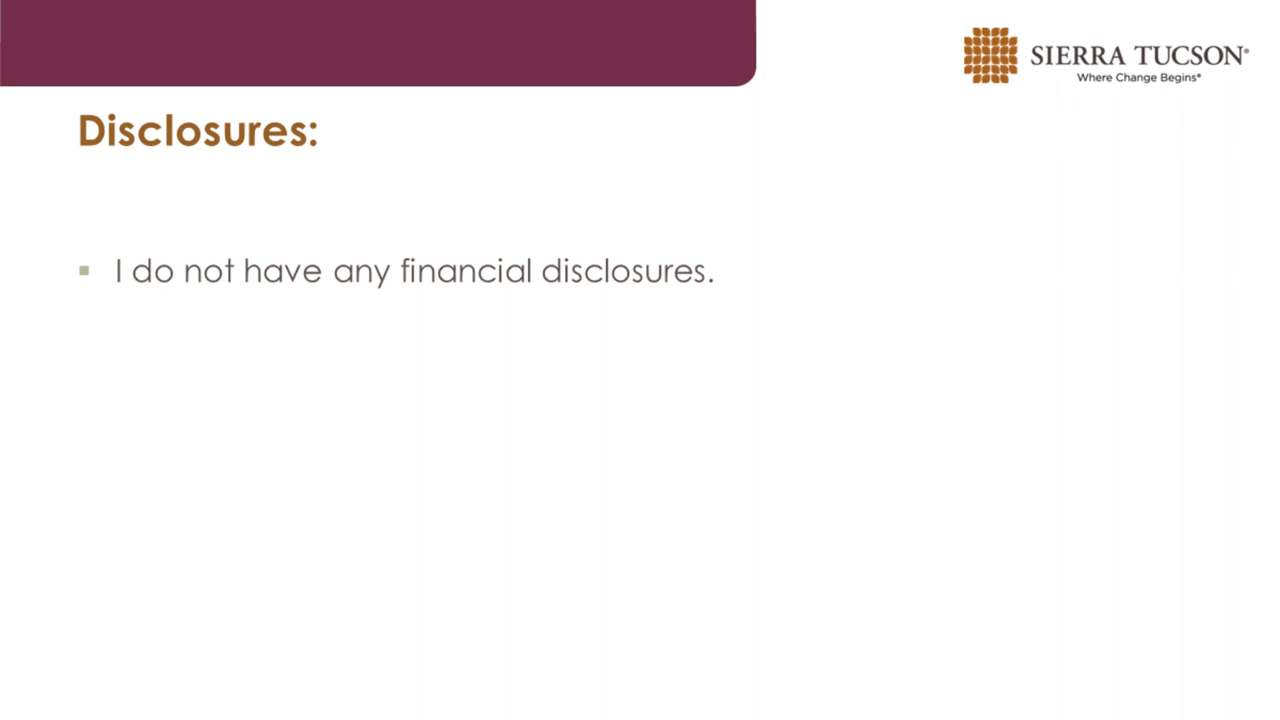 SIERRA TUCSON®
Where Change Begins®
Disclosures:
▪ I do not have any financial disclosures.